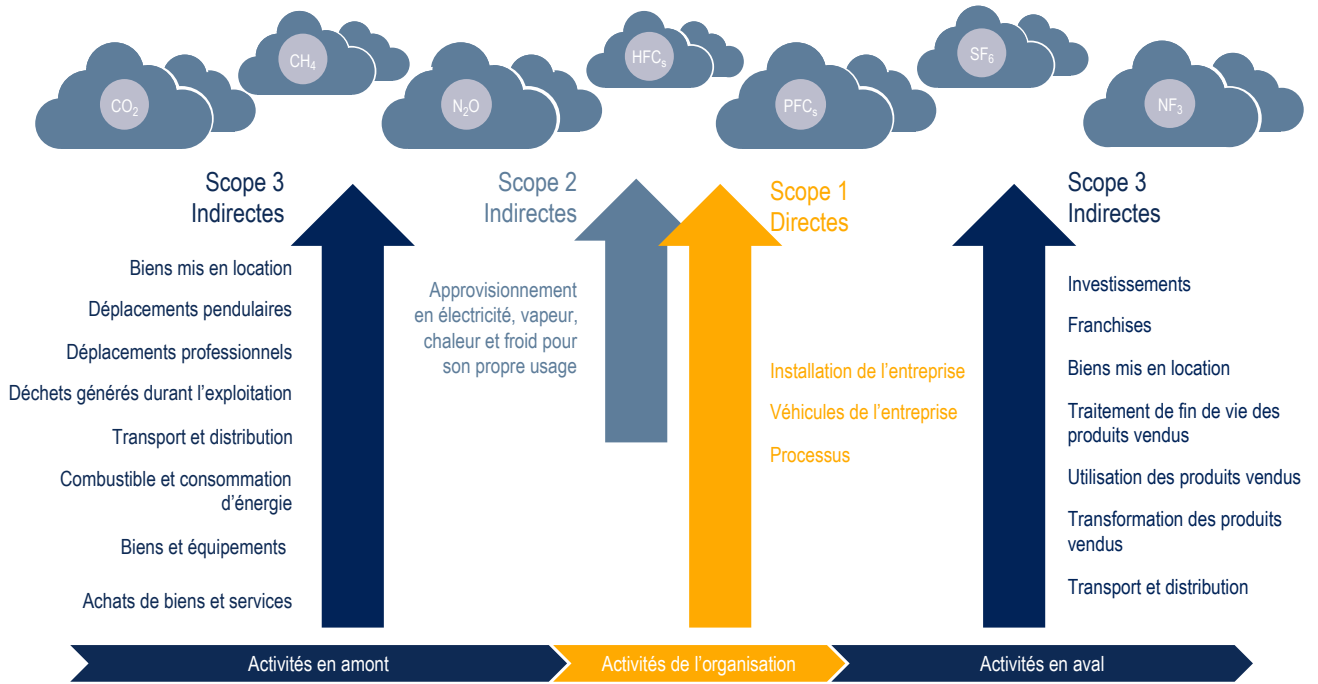 CO₂
CH₄
N₂O
HFCₛ
PFCₛ
SF₆
NF₃
Scope 3
Indirectes
Biens mis en location
Déplacements pendulaires
Déplacements professionnels
Déchets générés durant l’exploitation
Transport et distribution
Combustible et consommation
d’énergie
Biens et équipements
Achats de biens et services
Scope 2
Indirectes
Approvisionnement
en électricité, vapeur,
chaleur et froid pour
son propre usage
Scope 1
Directes
Installation de l’entreprise
Véhicules de l’entreprise
Processus
Scope 3
Indirectes
Investissements
Franchises
Biens mis en location
Traitement de fin de vie des
produits vendus
Utilisation des produits vendus
Transformation des produits
vendus
Transport et distribution
Activités en amont
Activités de l’organisation
Activités en aval